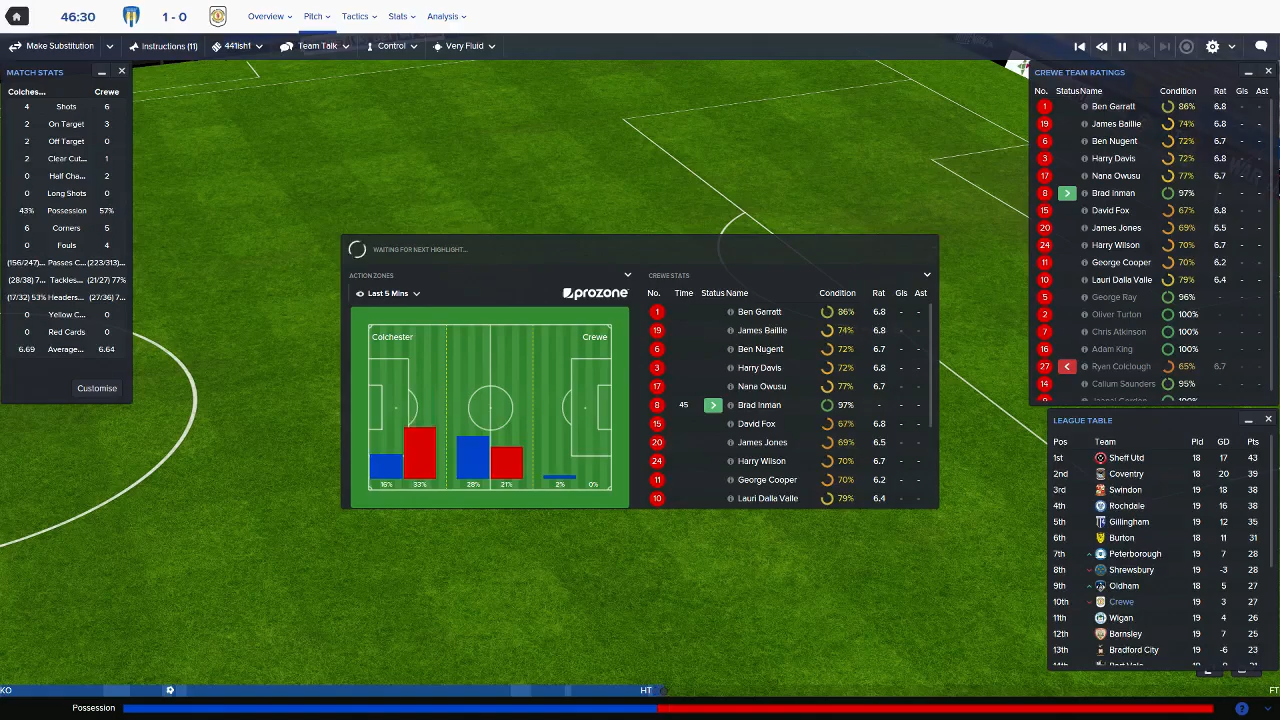 46:30
1 - 0
Overview
Pitch
Tactics
Stats
Analysis
Make Substitution
Instructions (11)
441lsh1
Team Talk
Control
Very Fluid
MATCH STATS
Colches... Crewe
4 Shots 6
2 On Target 3
2 Off Target 0
2 Clear Cut... 1
0 Half Cha... 2
0 Long Shots 0
43% Possession 57%
6 Corners 5
0 Fouls 4
(156/247)... Passes C... (223/313)...
(28/38) 7... Tackles... (21/27) 77%
(17/32) 53% Headers... (27/36) 7...
0 Yellow C... 0
0 Red Cards 0
6.69 Average... 6.64
Customise
WAITING FOR NEXT HIGHLIGHT...
ACTION ZONES
Last 5 Mins
prozone
Colchester Crewe
16% 33% 28% 21% 2% 0%
CREWE STATS
No. Time Status Name Condition Rat Gls Ast
1 Ben Garratt 86% 6.8 - -
19 James Baillie 74% 6.8 - -
6 Ben Nugent 72% 6.7 - -
3 Harry Davis 72% 6.8 - -
17 Nana Owusu 77% 6.7 - -
8 45 Brad Inman 97% - - -
15 David Fox 67% 6.8 - -
20 James Jones 69% 6.5 - -
24 Harry Wilson 70% 6.7 - -
11 George Cooper 70% 6.2 - -
10 Lauri Dalla Valle 79% 6.4 - -
CREWE TEAM RATINGS
No. Status Name Condition Rat Gls Ast
1 Ben Garratt 86% 6.8 - -
19 James Baillie 74% 6.8 - -
6 Ben Nugent 72% 6.7 - -
3 Harry Davis 72% 6.8 - -
17 Nana Owusu 77% 6.7 - -
8 Brad Inman 97% - - -
15 David Fox 67% 6.8 - -
20 James Jones 69% 6.5 - -
24 Harry Wilson 70% 6.7 - -
11 George Cooper 70% 6.2 - -
10 Lauri Dalla Valle 79% 6.4 - -
5 George Ray 96% - - -
2 Oliver Turton 100% - - -
7 Chris Atkinson 100% - - -
16 Adam King 100% - - -
27 Ryan Colclough 65% 6.7 - -
14 Callum Saunders 95% - - -
LEAGUE TABLE
Pos Team Pld GD Pts
1st Sheff Utd 18 17 43
2nd Coventry 18 20 39
3rd Swindon 19 18 38
4th Rochdale 19 16 38
5th Gillingham 19 12 35
6th Burton 18 11 31
7th Peterborough 19 7 28
8th Shrewsbury 19 -3 28
9th Oldham 18 5 27
10th Crewe 19 3 27
11th Wigan 19 4 26
12th Barnsley 19 7 25
13th Bradford City 19 -6 23
KO HT FT
Possession